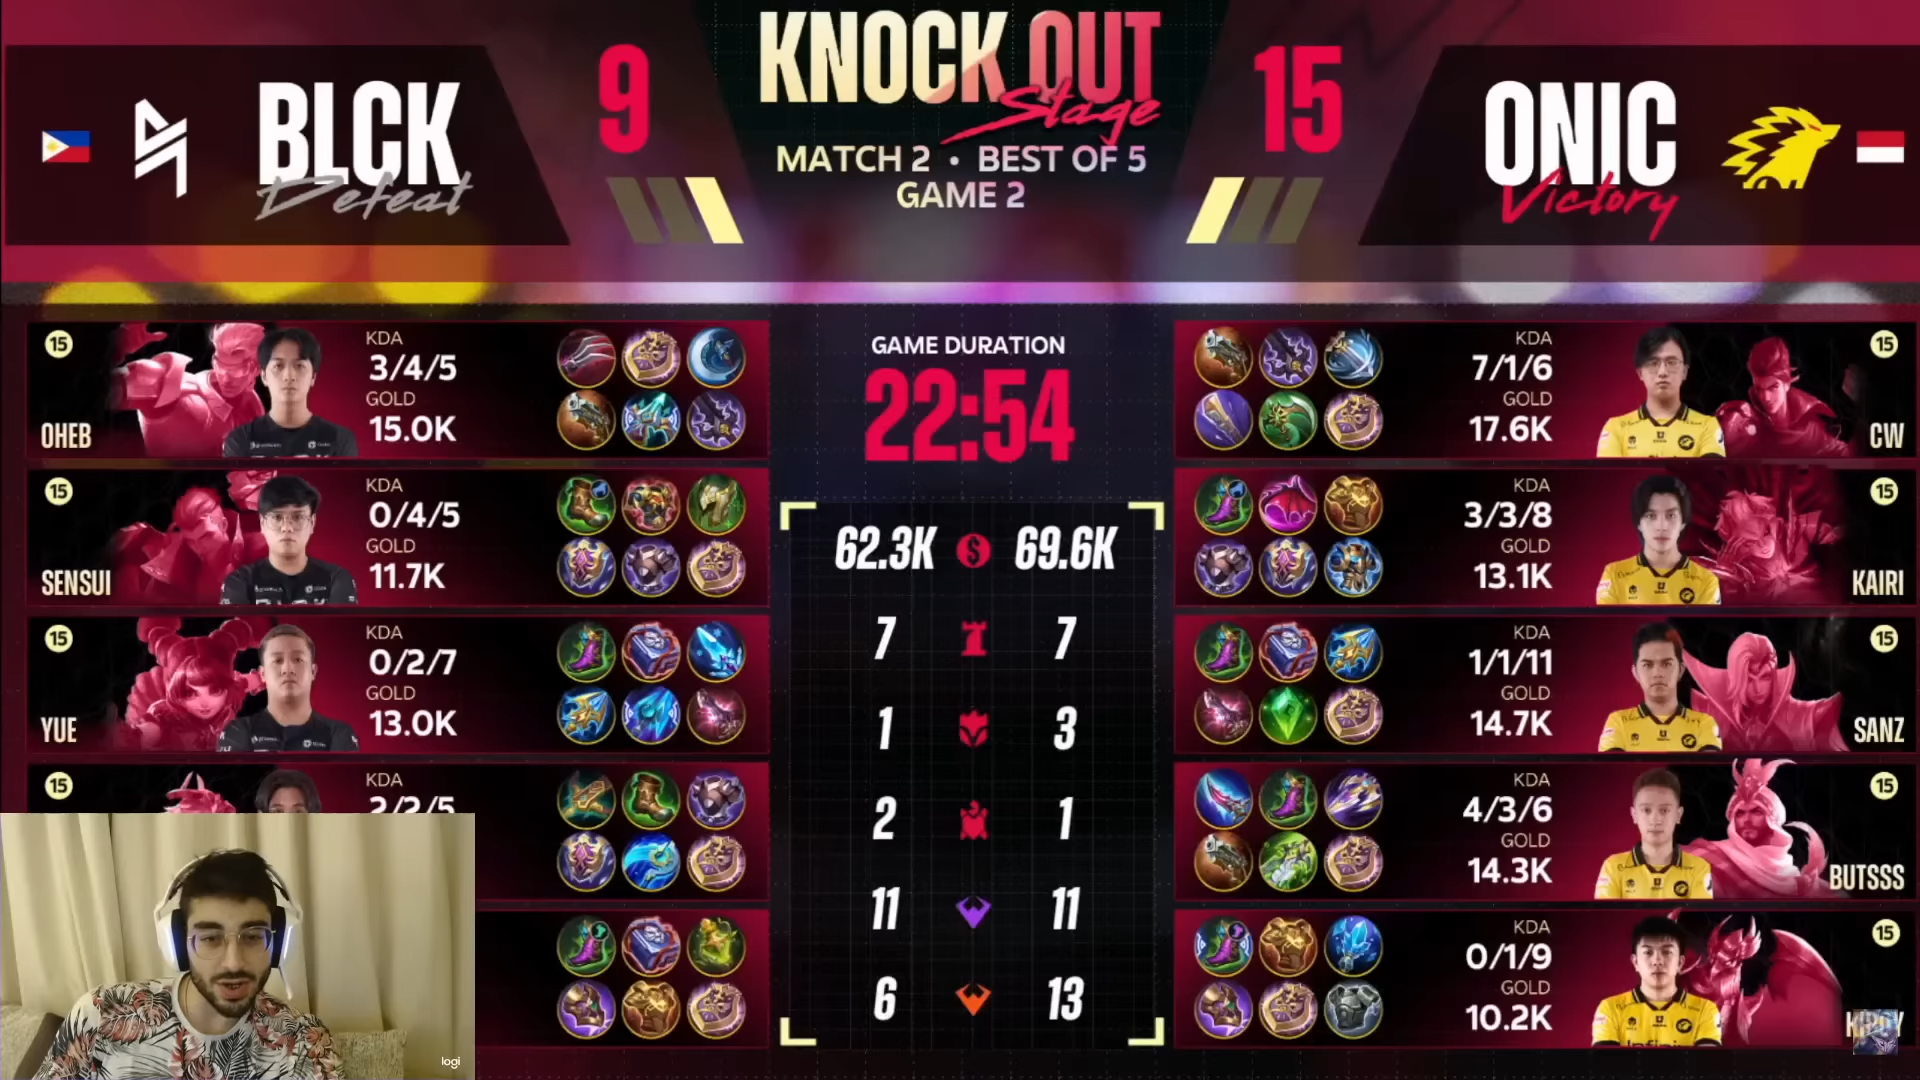 KNOCK OUT
Stage
MATCH 2 • BEST OF 5
GAME 2
BLCK
Defeat
9
15
ONIC
Victory
GAME DURATION
22:54
62.3K 69.6K
7 7
1 3
2 1
11 11
6 13
15
OHEB
KDA
3/4/5
GOLD
15.0K
15
SENSUI
KDA
0/4/5
GOLD
11.7K
15
YUE
KDA
0/2/7
GOLD
13.0K
15
KDA
2/2/5
KDA
7/1/6
GOLD
17.6K
15
CW
KDA
3/3/8
GOLD
13.1K
15
KAIRI
KDA
1/1/11
GOLD
14.7K
15
SANZ
KDA
4/3/6
GOLD
14.3K
15
BUTSSS
KDA
0/1/9
GOLD
10.2K
15
logi